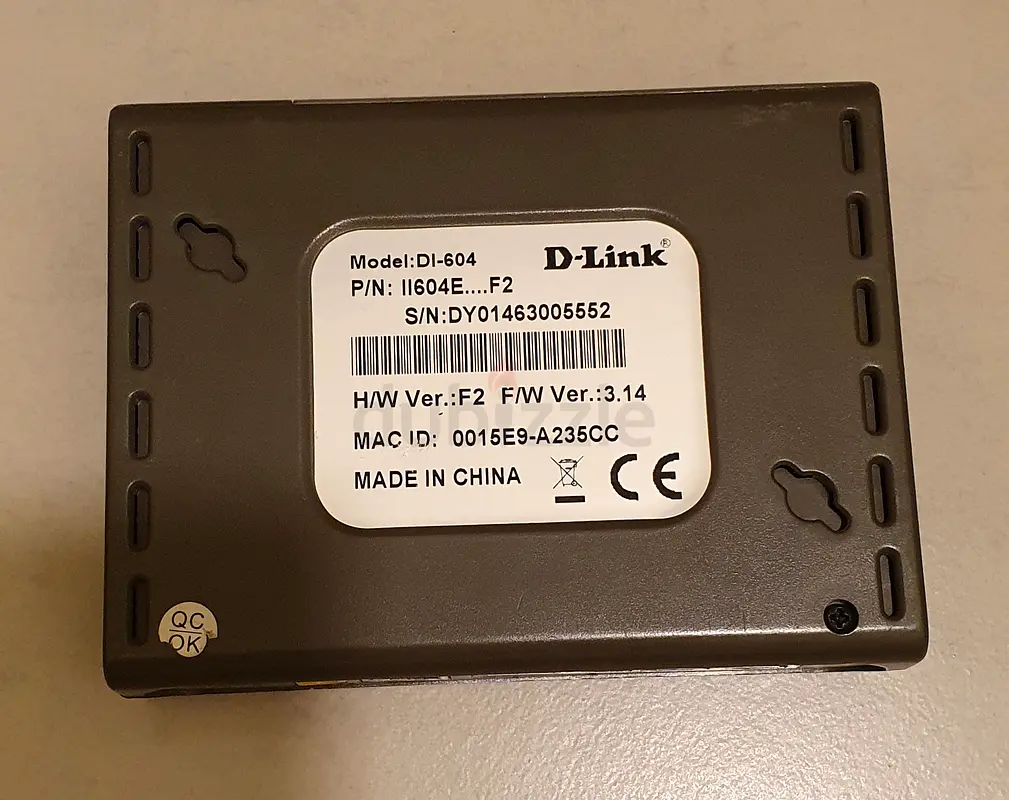 Model:DI-604
D-Link®
P/N: II604E....F2
S/N:DY01463005552
H/W Ver.:F2 F/W Ver.:3.14
dubizzle
MAC ID: 0015E9-A235CC
MADE IN CHINA
CE
QC
OK